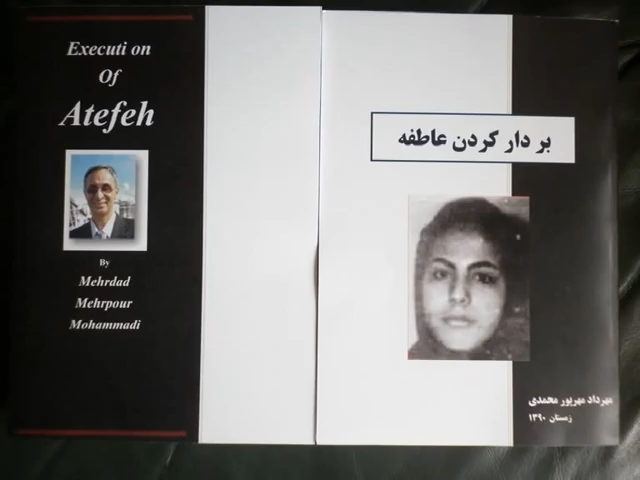 Executi on
Of
Atefeh
By
Mehrdad
Mehrpour
Mohammadi
بر دار کردن عاطفه
مهرداد مهرپور محمدی
زمستان ۱۳۹۰